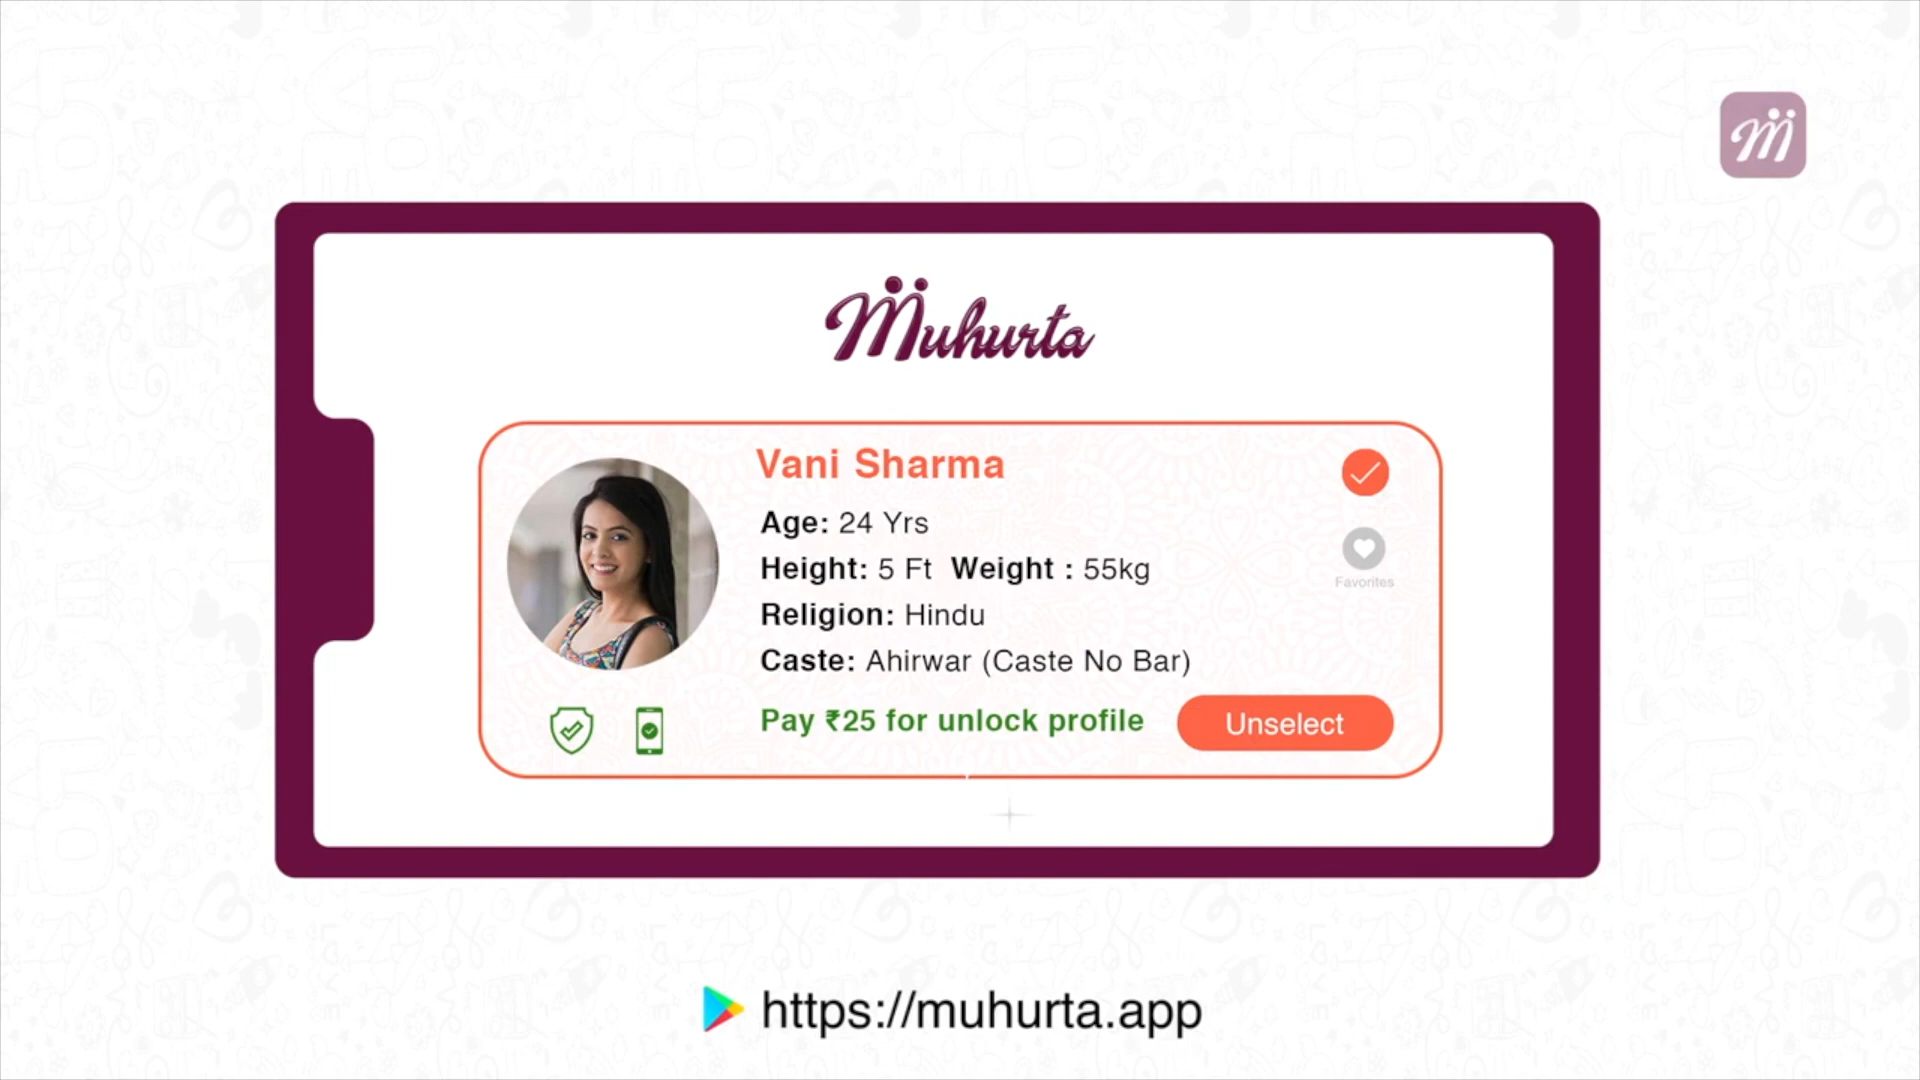 Muhurta
Vani Sharma
Age: 24 Yrs
Height: 5 Ft Weight : 55kg
Favorites
Religion: Hindu
Caste: Ahirwar (Caste No Bar)
Pay ₹25 for unlock profile
Unselect
https://muhurta.app